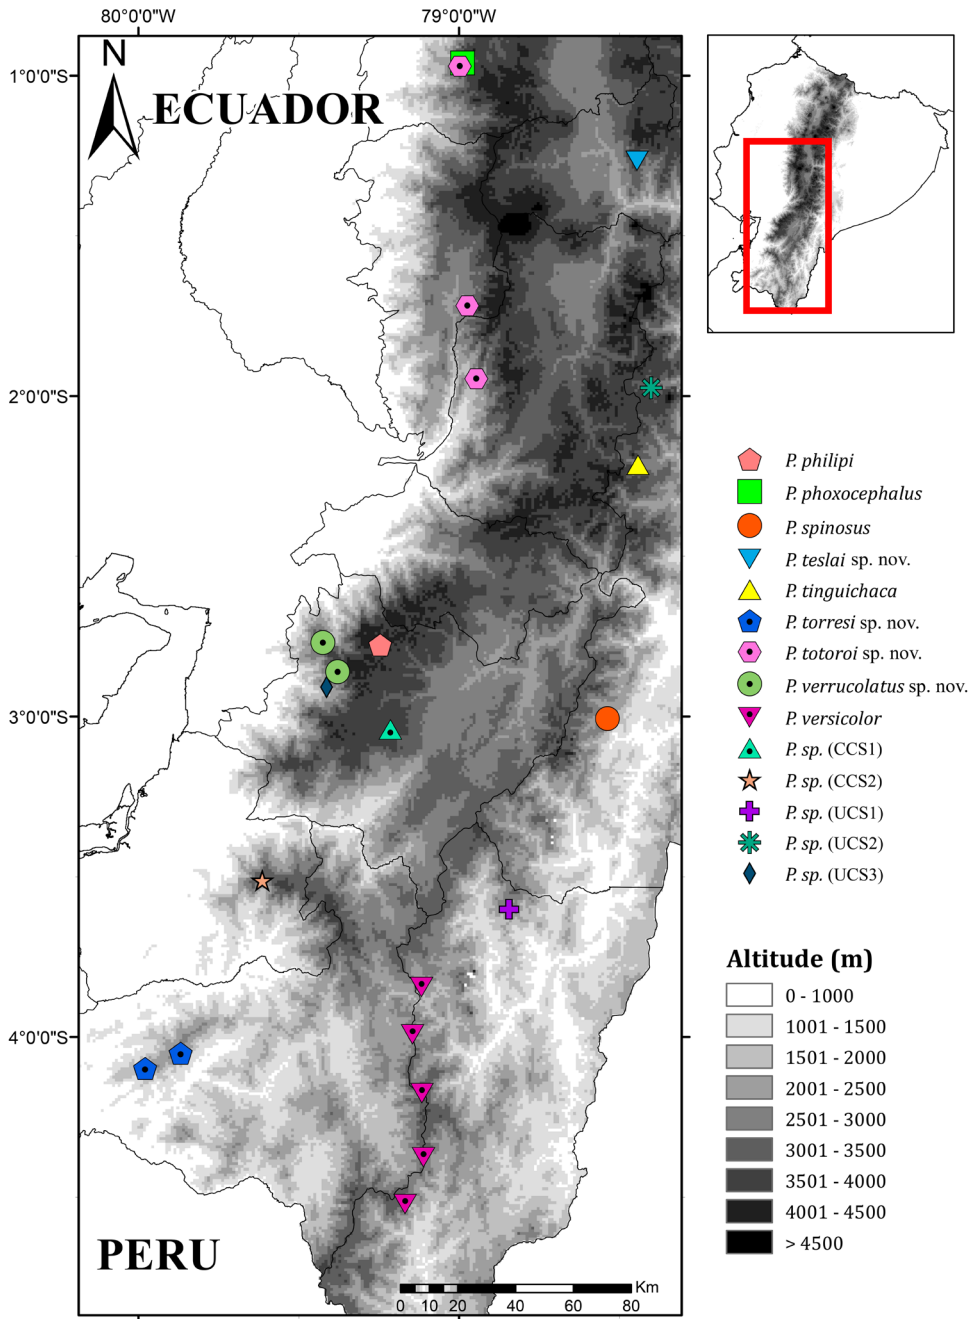 80°0'0"W 79°0'0"W
N
1°0'0"S
ECUADOR
2°0'0"S
P. philipi
P. phoxocephalus
P. spinosus
P. teslai sp. nov.
P. tinguichaca
P. torresi sp. nov.
P. totoroi sp. nov.
P. verrucolatus sp. nov.
3°0'0"S
P. versicolor
P. sp. (CCS1)
P. sp. (CCS2)
P. sp. (UCS1)
P. sp. (UCS2)
P. sp. (UCS3)
Altitude (m)
0 - 1000
1001 - 1500
4°0'0"S
1501 - 2000
2001 - 2500
2501 - 3000
3001 - 3500
3501 - 4000
4001 - 4500
> 4500
PERU
Km
0 10 20 40 60 80